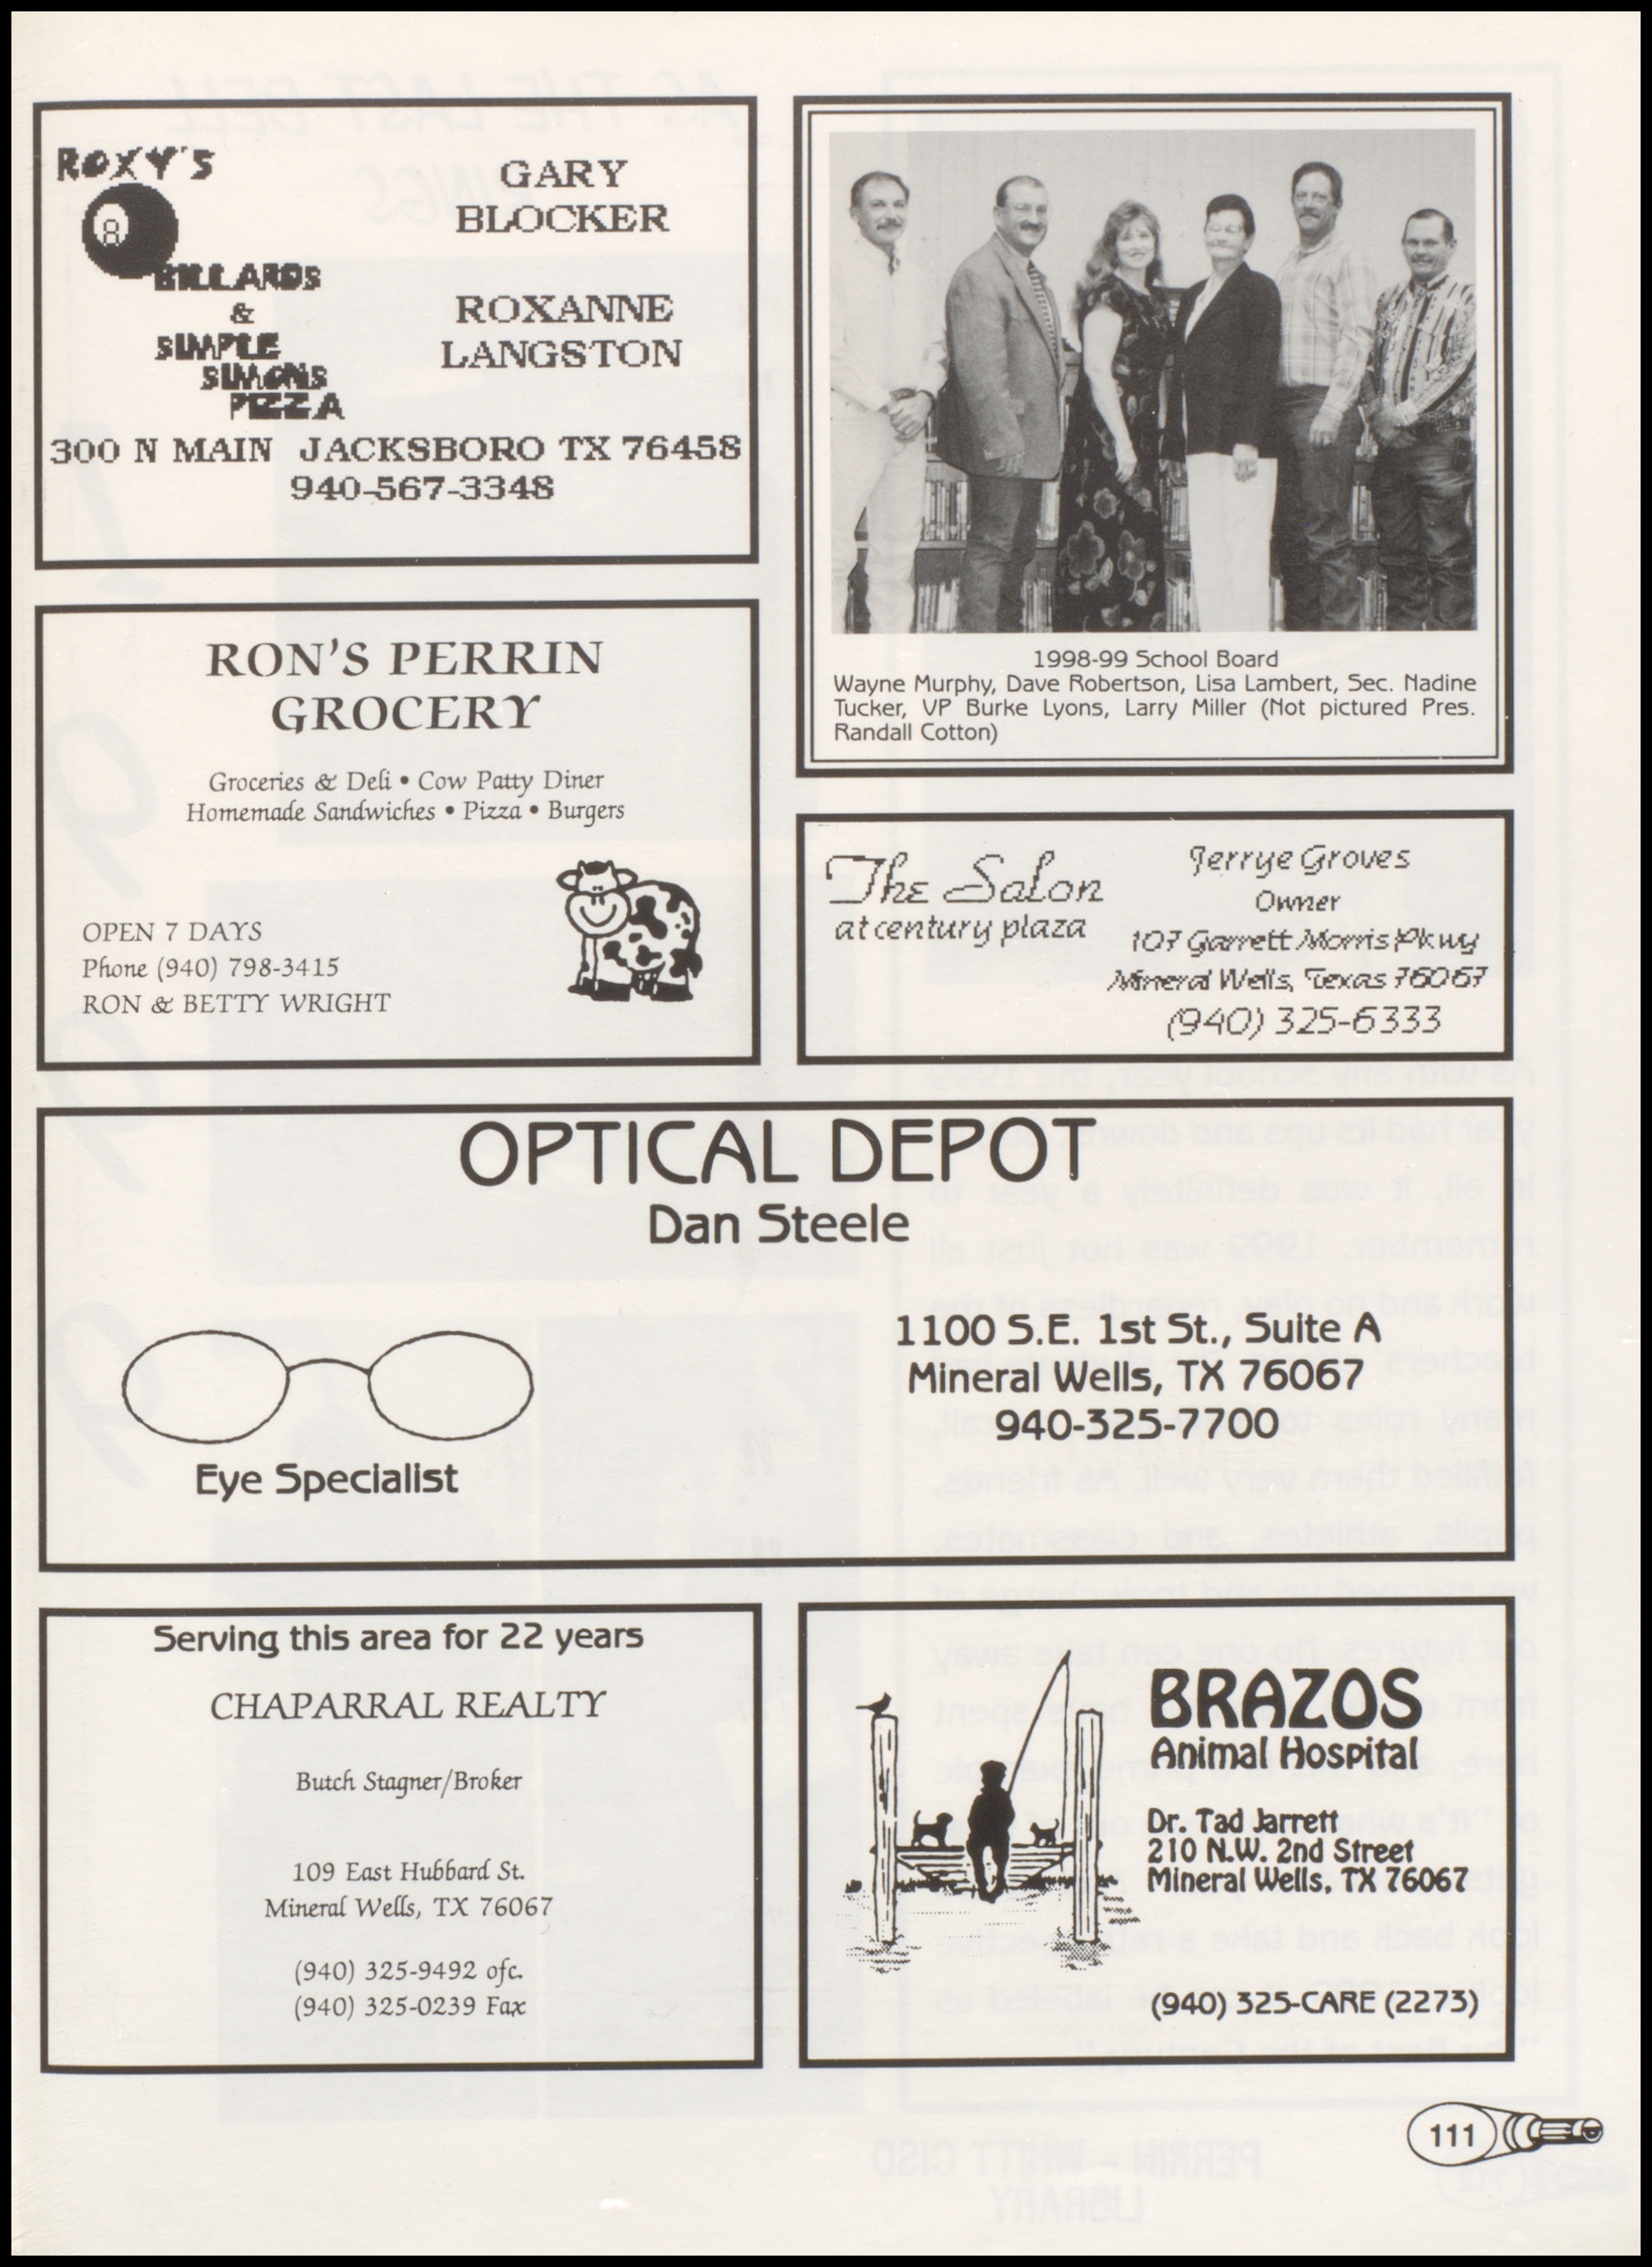 ROXY'S
8
BILLARDS
&
SIMPLE
SIMONS
PIZZA
GARY
BLOCKER
ROXANNE
LANGSTON
300 N MAIN JACKSBORO TX 76458
940-567-3348
1998-99 School Board
Wayne Murphy, Dave Robertson, Lisa Lambert, Sec. Nadine
Tucker, VP Burke Lyons, Larry Miller (Not pictured Pres.
Randall Cotton)
RON'S PERRIN
GROCERY
Groceries & Deli • Cow Patty Diner
Homemade Sandwiches • Pizza • Burgers
OPEN 7 DAYS
Phone (940) 798-3415
RON & BETTY WRIGHT
The Salon
at century plaza
Jerrye Groves
Owner
107 Garrett Morris Pkwy
Mineral Wells, Texas 76067
(940) 325-6333
OPTICAL DEPOT
Dan Steele
Eye Specialist
1100 S.E. 1st St., Suite A
Mineral Wells, TX 76067
940-325-7700
Serving this area for 22 years
CHAPARRAL REALTY
Butch Stagner/Broker
109 East Hubbard St.
Mineral Wells, TX 76067
(940) 325-9492 ofc.
(940) 325-0239 Fax
BRAZOS
Animal Hospital
Dr. Tad Jarrett
210 N.W. 2nd Street
Mineral Wells, TX 76067
(940) 325-CARE (2273)
111